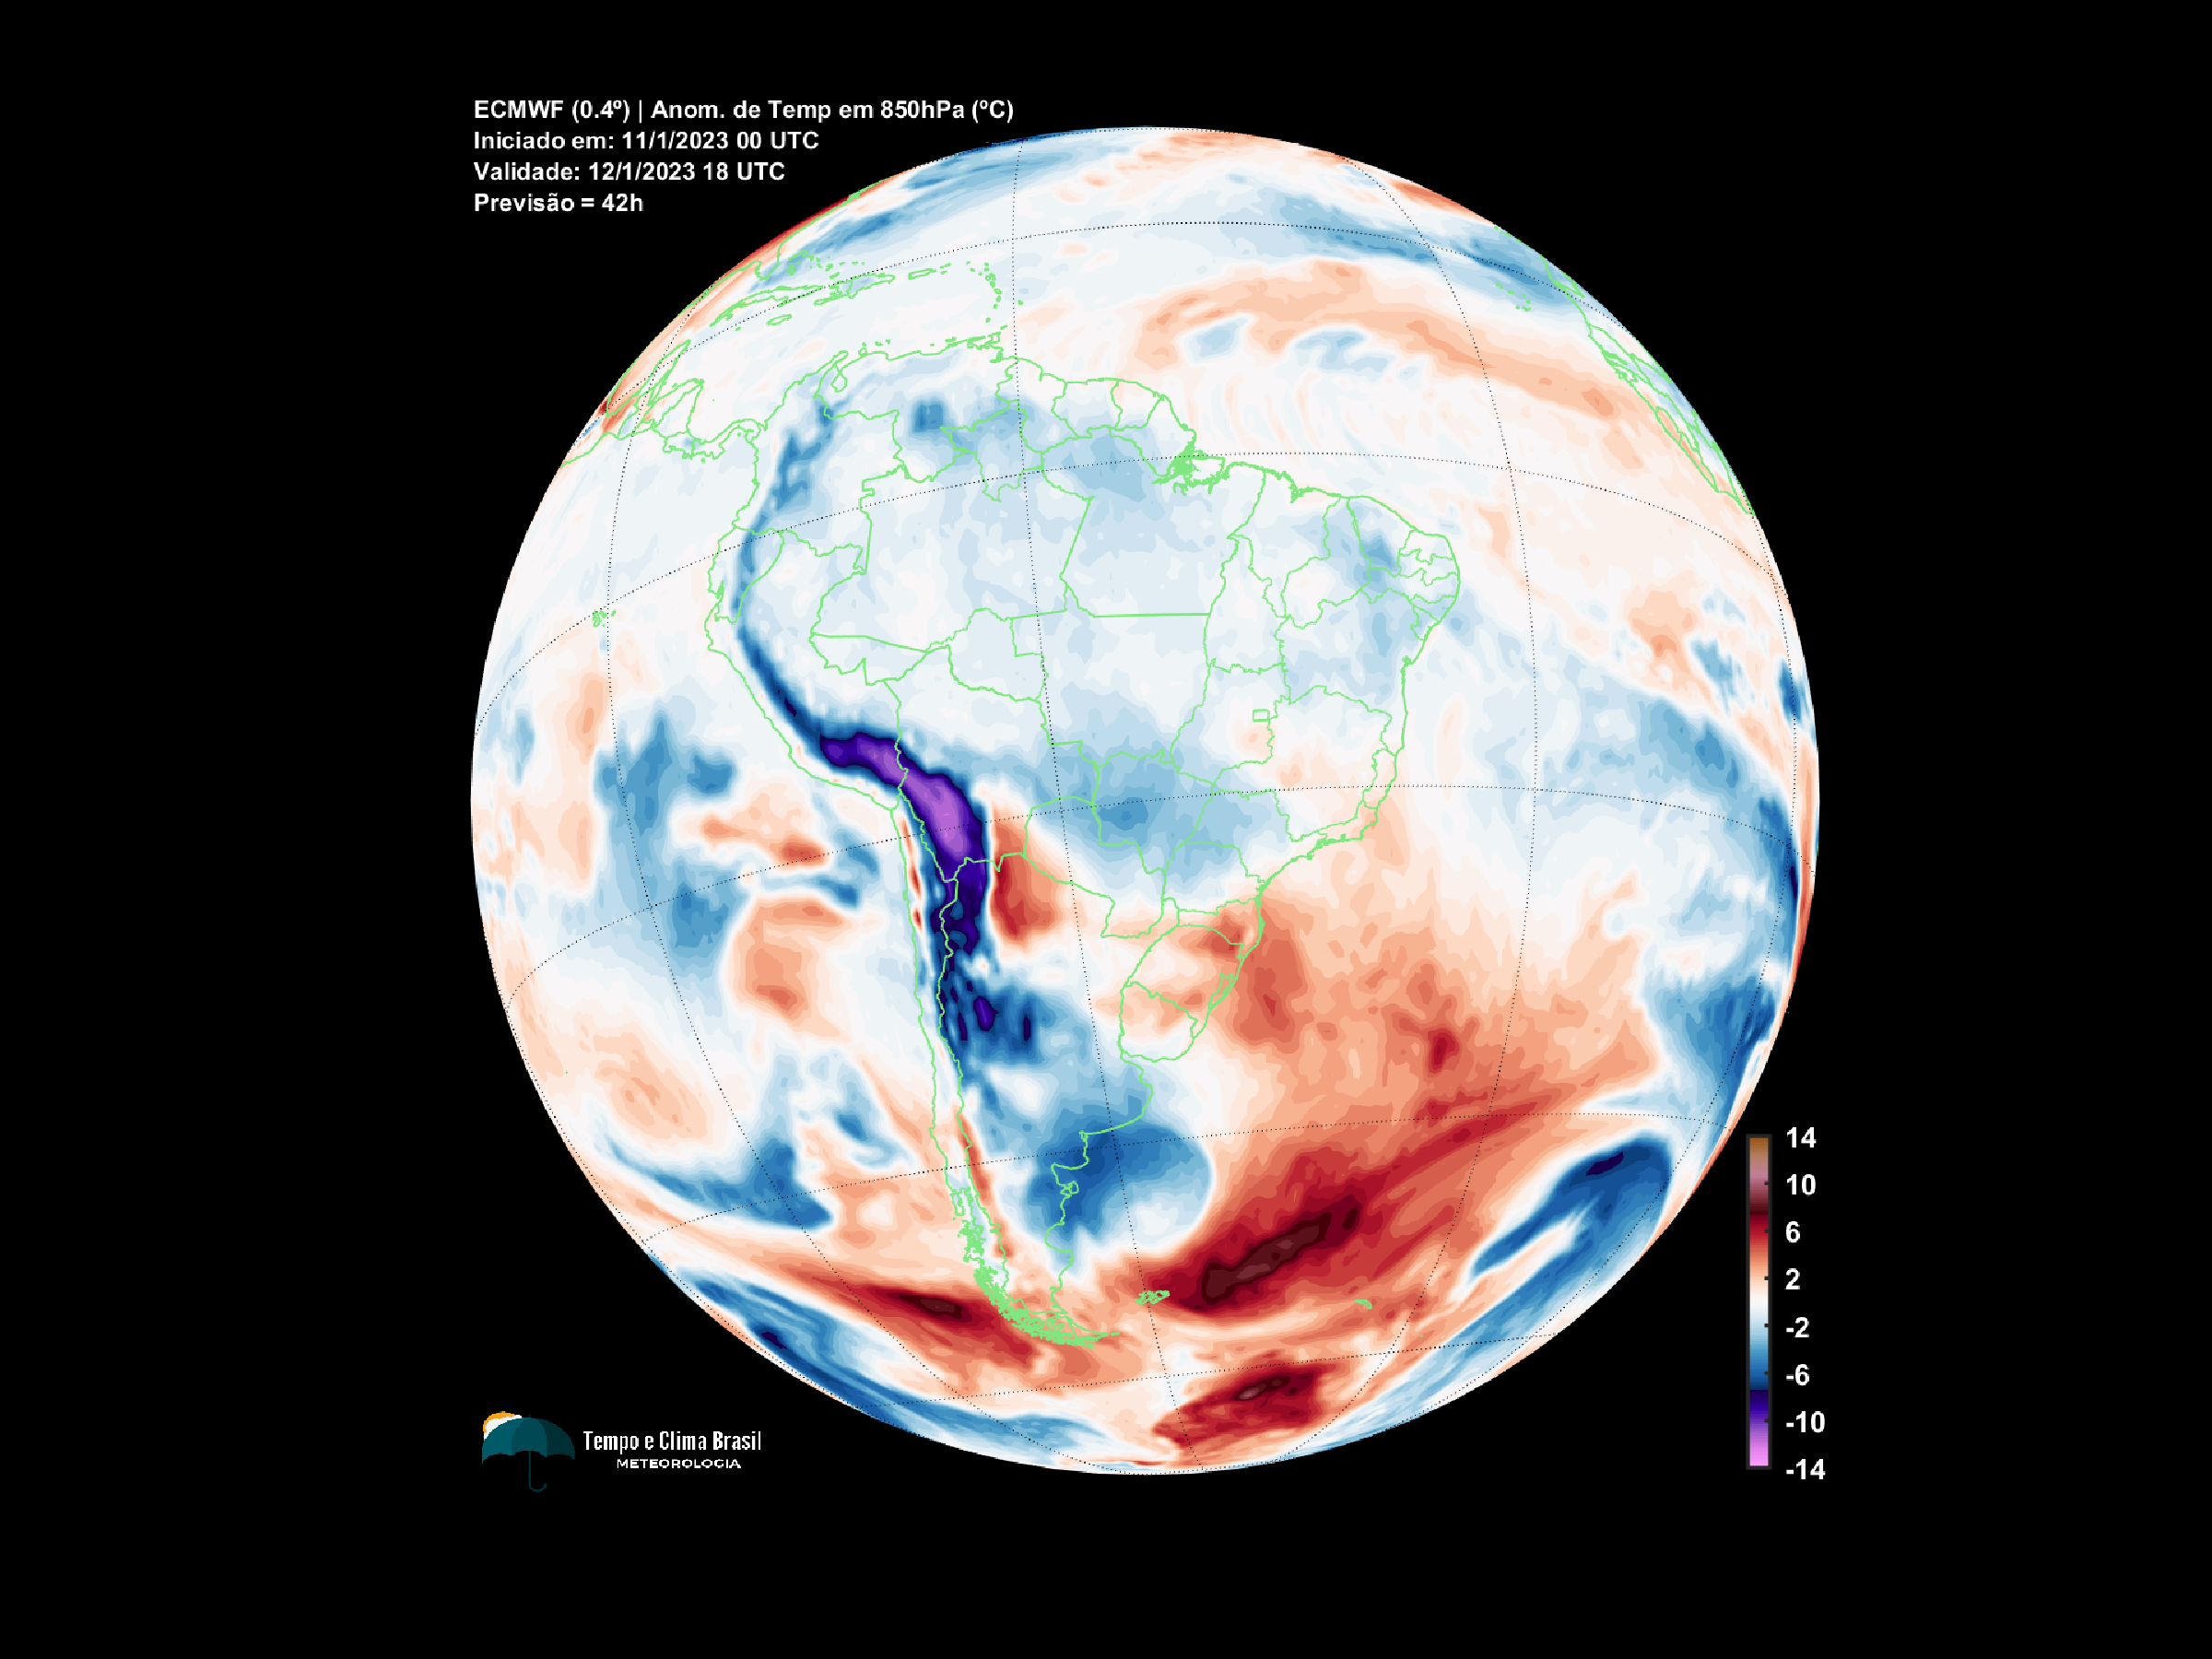 ECMWF (0.4º) | Anom. de Temp em 850hPa (ºC)
Iniciado em: 11/1/2023 00 UTC
Validade: 12/1/2023 18 UTC
Previsão = 42h
14
10
6
2
-2
-6
-10
-14
Tempo e Clima Brasil
METEOROLOGIA